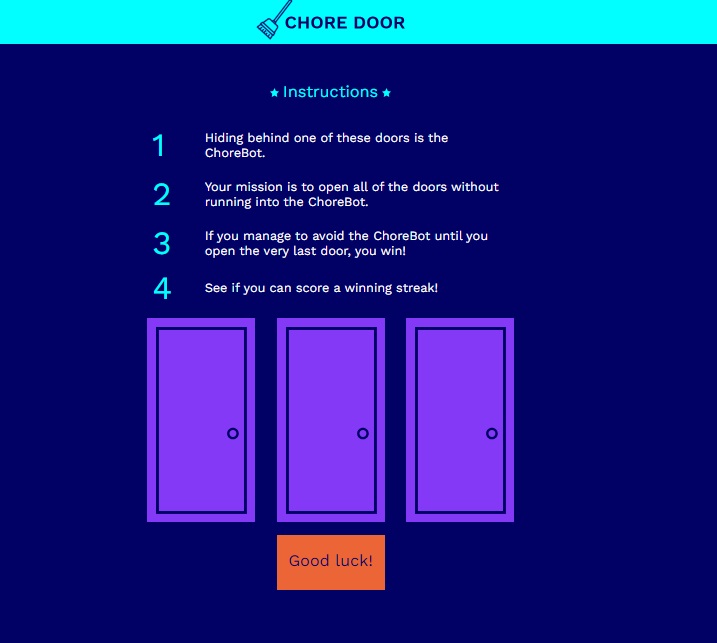 CHORE DOOR
Instructions
1
Hiding behind one of these doors is the
ChoreBot.
2
Your mission is to open all of the doors without
running into the ChoreBot.
3
If you manage to avoid the ChoreBot until you
open the very last door, you win!
4
See if you can score a winning streak!
Good luck!